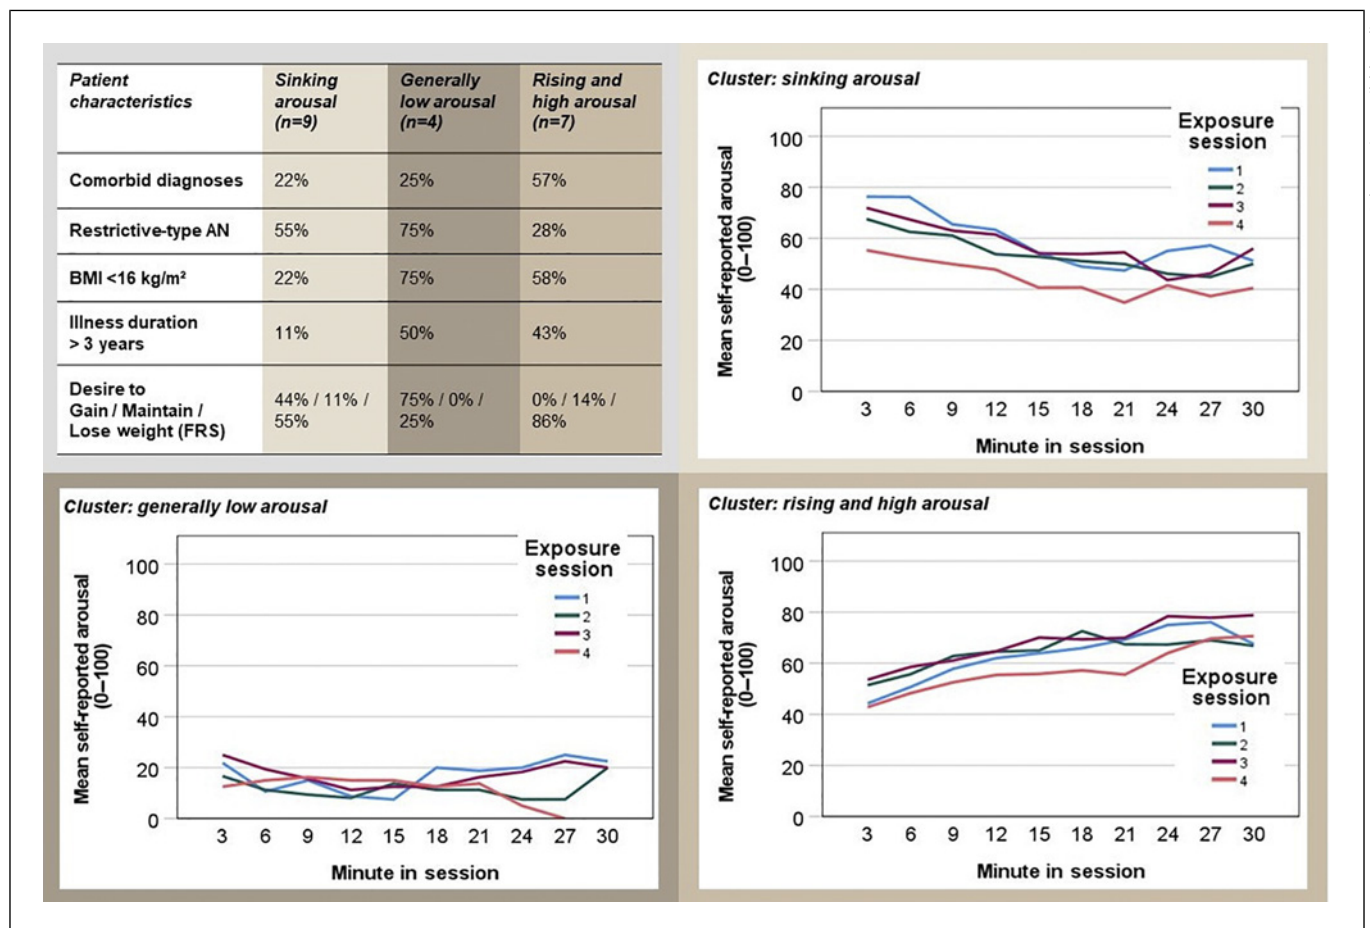 Patient characteristics
Sinking arousal (n=9)
Generally low arousal (n=4)
Rising and high arousal (n=7)
Comorbid diagnoses 22% 25% 57%
Restrictive-type AN 55% 75% 28%
BMI <16 kg/m² 22% 75% 58%
Illness duration > 3 years 11% 50% 43%
Desire to
Gain / Maintain /
Lose weight (FRS)
44% / 11% /
55%
75% / 0% /
25%
0% / 14% /
86%
Cluster: sinking arousal
Mean self-reported arousal
(0–100)
100
80
60
40
20
0
Exposure
session
1
2
3
4
3 6 9 12 15 18 21 24 27 30
Minute in session
Cluster: generally low arousal
Mean self-reported arousal
(0–100)
100
80
60
40
20
0
Exposure
session
1
2
3
4
3 6 9 12 15 18 21 24 27 30
Minute in session
Cluster: rising and high arousal
Mean self-reported arousal
(0–100)
100
80
60
40
20
0
Exposure
session
1
2
3
4
3 6 9 12 15 18 21 24 27 30
Minute in session